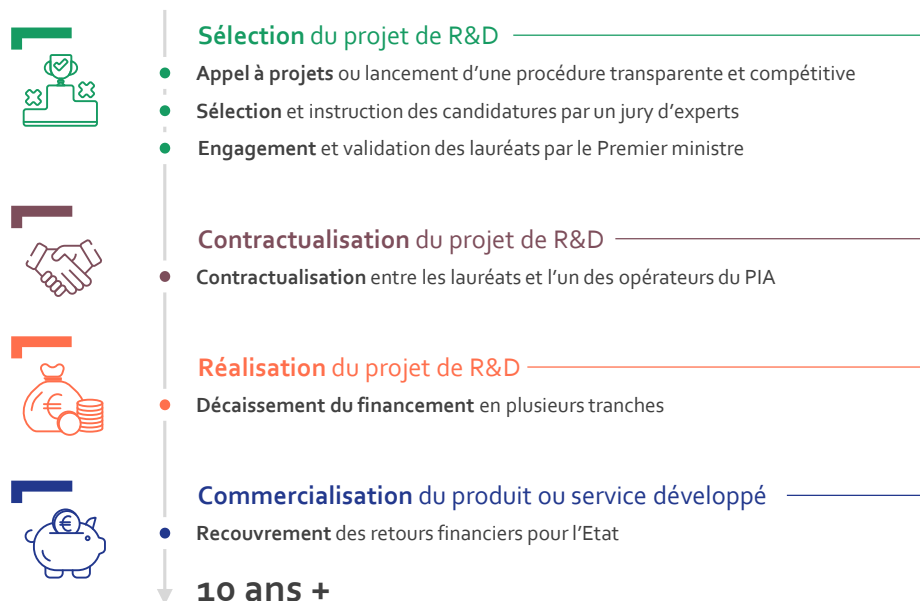 Sélection du projet de R&D
Appel à projets ou lancement d’une procédure transparente et compétitive
Sélection et instruction des candidatures par un jury d’experts
Engagement et validation des lauréats par le Premier ministre
Contractualisation du projet de R&D
Contractualisation entre les lauréats et l’un des opérateurs du PIA
Réalisation du projet de R&D
€
Décaissement du financement en plusieurs tranches
Commercialisation du produit ou service développé
€
Recouvrement des retours financiers pour l’Etat
10 ans +